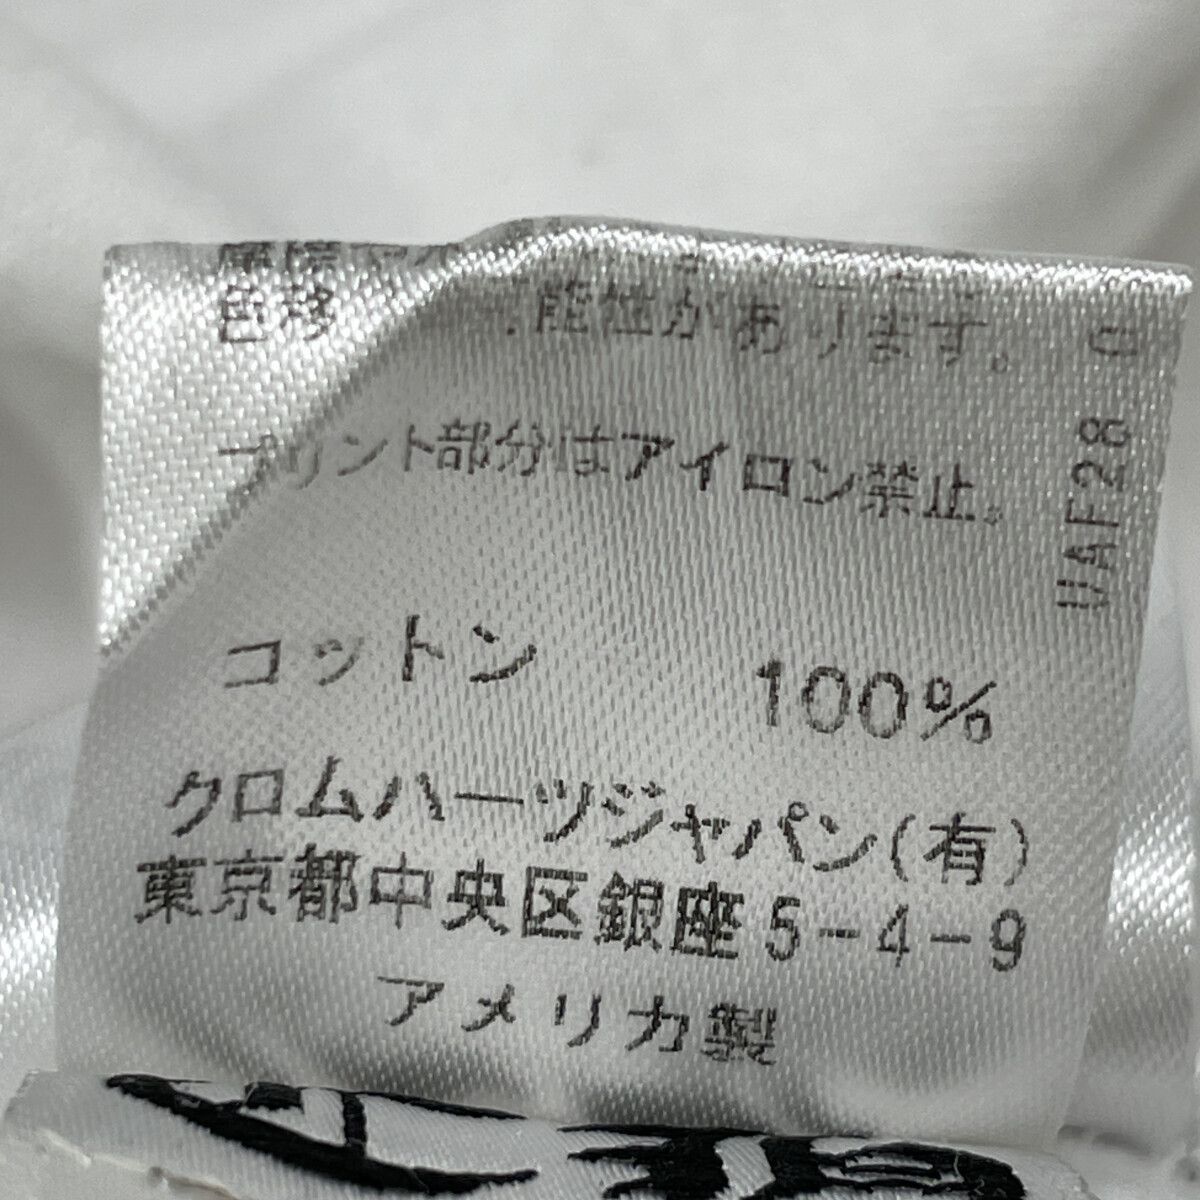 色移 能性があります。
プリント部分はアイロン禁止。
コットン 100%
クロムハーツジャパン(有)
東京都中央区銀座5-4-9
アメリカ製
UAF28